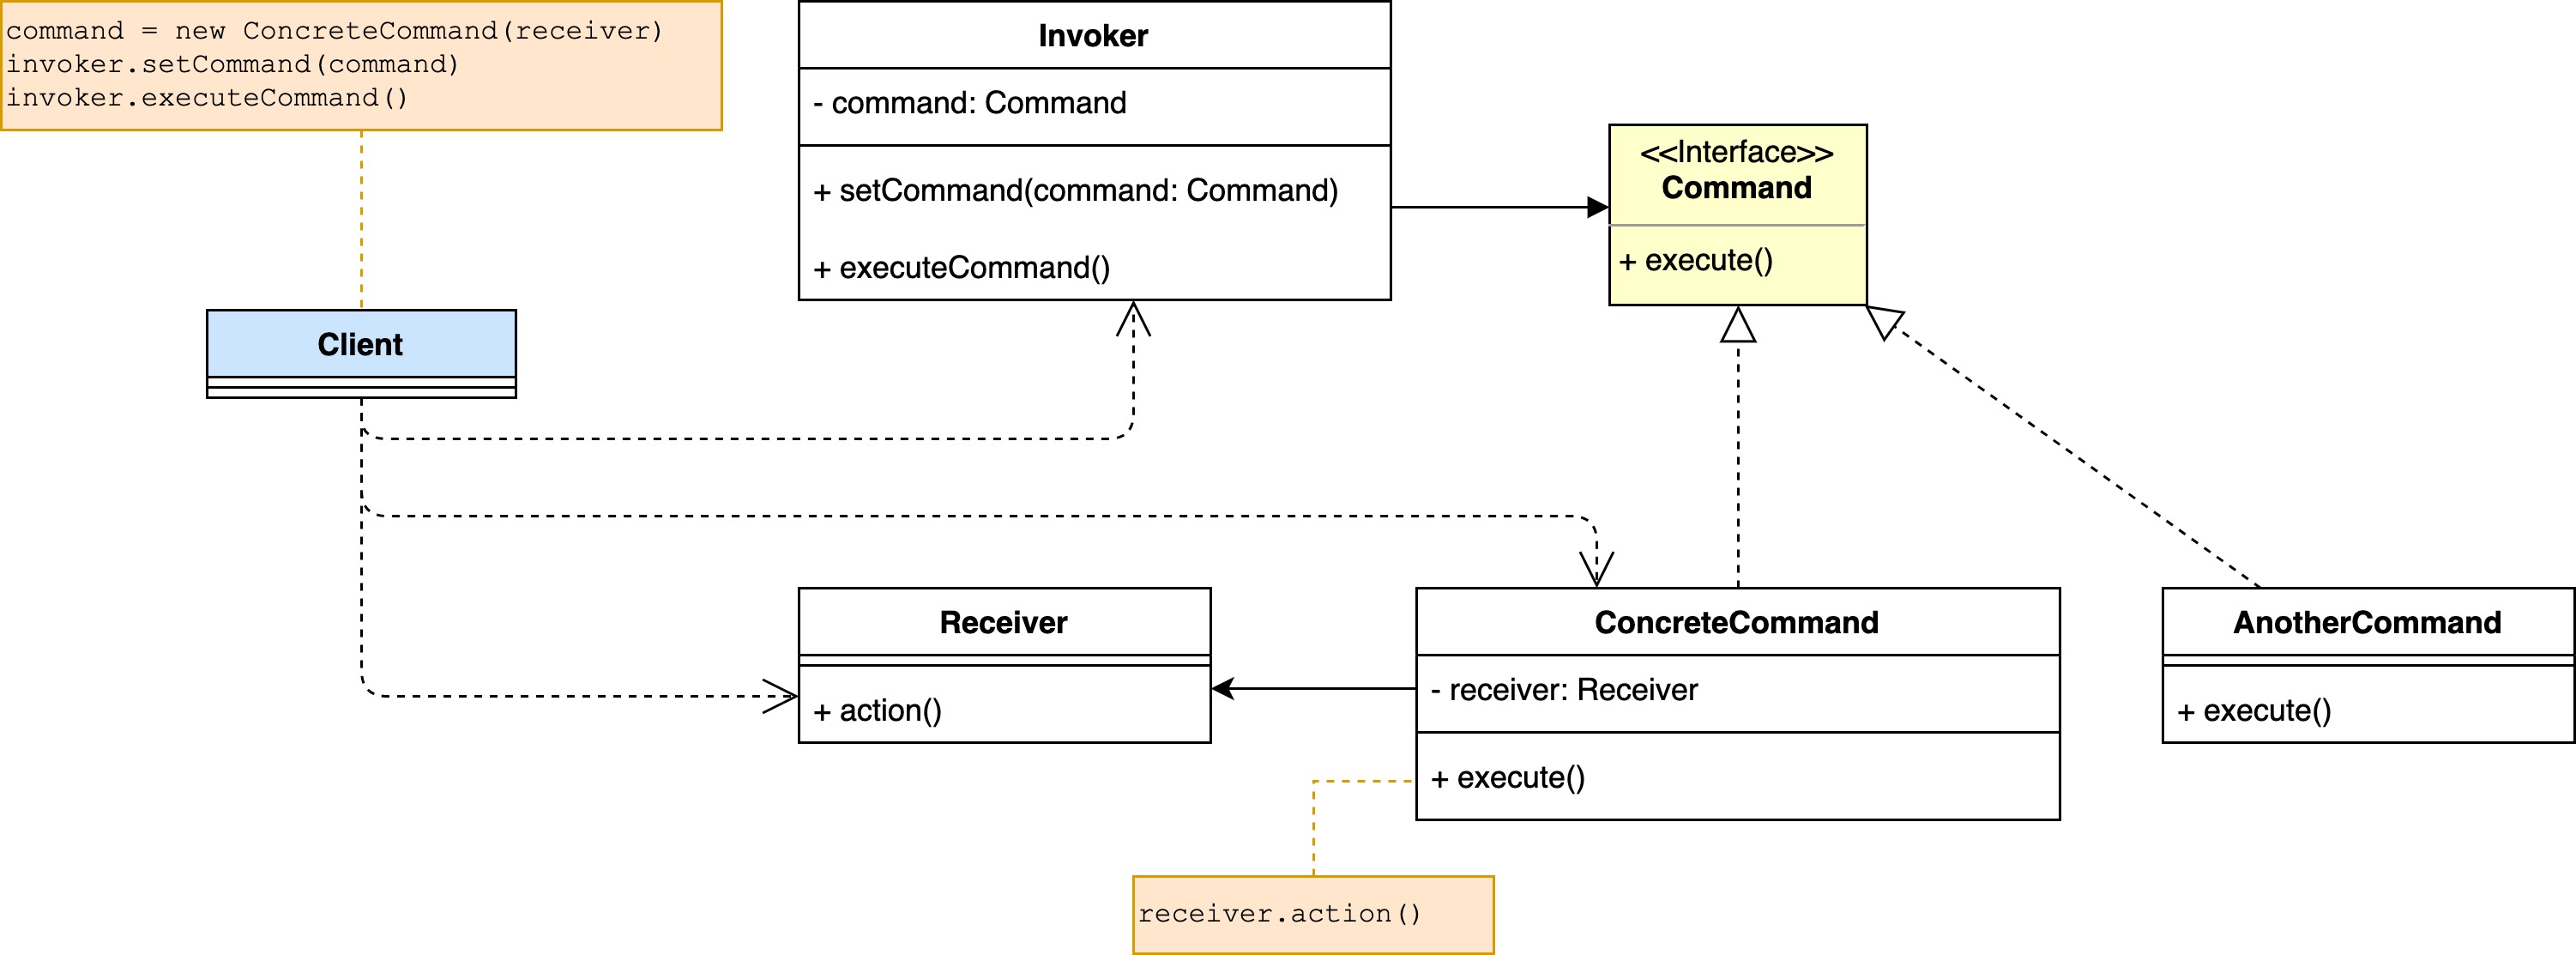 command = new ConcreteCommand(receiver)
invoker.setCommand(command)
invoker.executeCommand()
Invoker
- command: Command
+ setCommand(command: Command)
+ executeCommand()
<<Interface>>
Command
+ execute()
Client
Receiver
+ action()
ConcreteCommand
- receiver: Receiver
+ execute()
AnotherCommand
+ execute()
receiver.action()